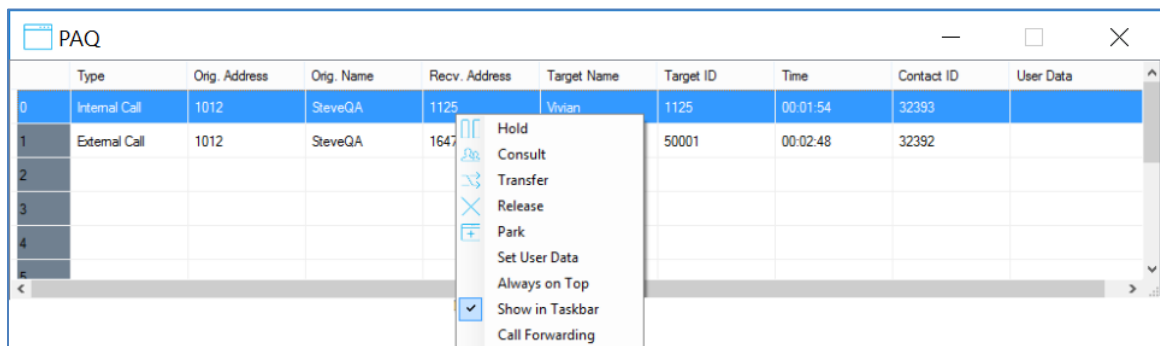 PAQ
Type Orig. Address Orig. Name Recv. Address Target Name Target ID Time Contact ID User Data
0 Internal Call 1012 SteveQA 1125 Vivian 1125 00:01:54 32393
1 External Call 1012 SteveQA 1647 50001 00:02:48 32392
2
3
4
5
Hold
Consult
Transfer
Release
Park
Set User Data
Always on Top
Show in Taskbar
Call Forwarding